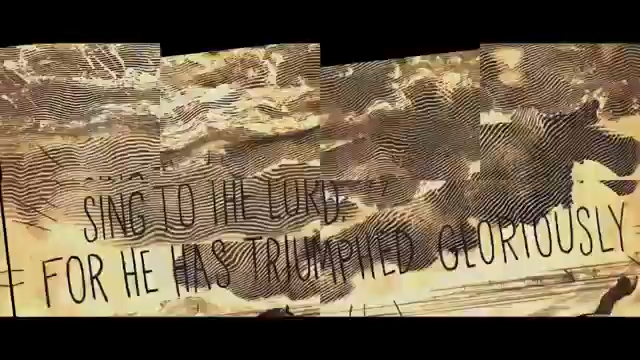 SING TO THE LORD,
FOR HE HAS TRIUMPHED GLORIOUSLY